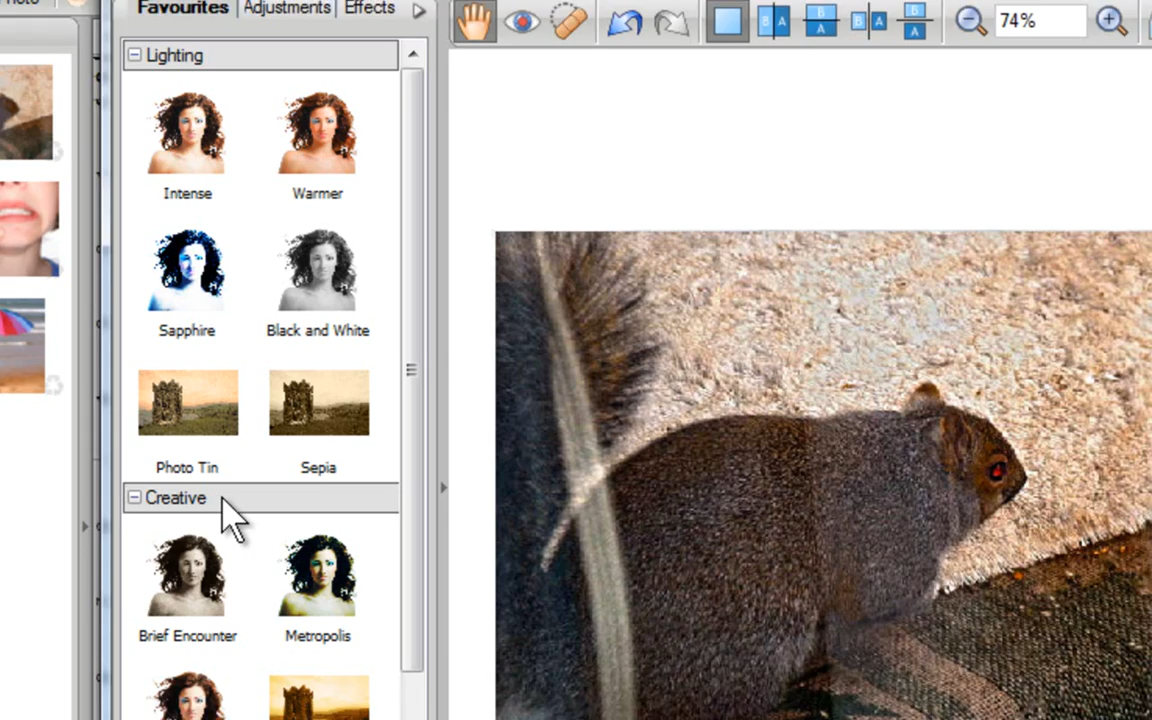 Favourites | Adjustments | Effects
74%
Lighting
Intense
Warmer
Sapphire
Black and White
Photo Tin
Sepia
Creative
Brief Encounter
Metropolis